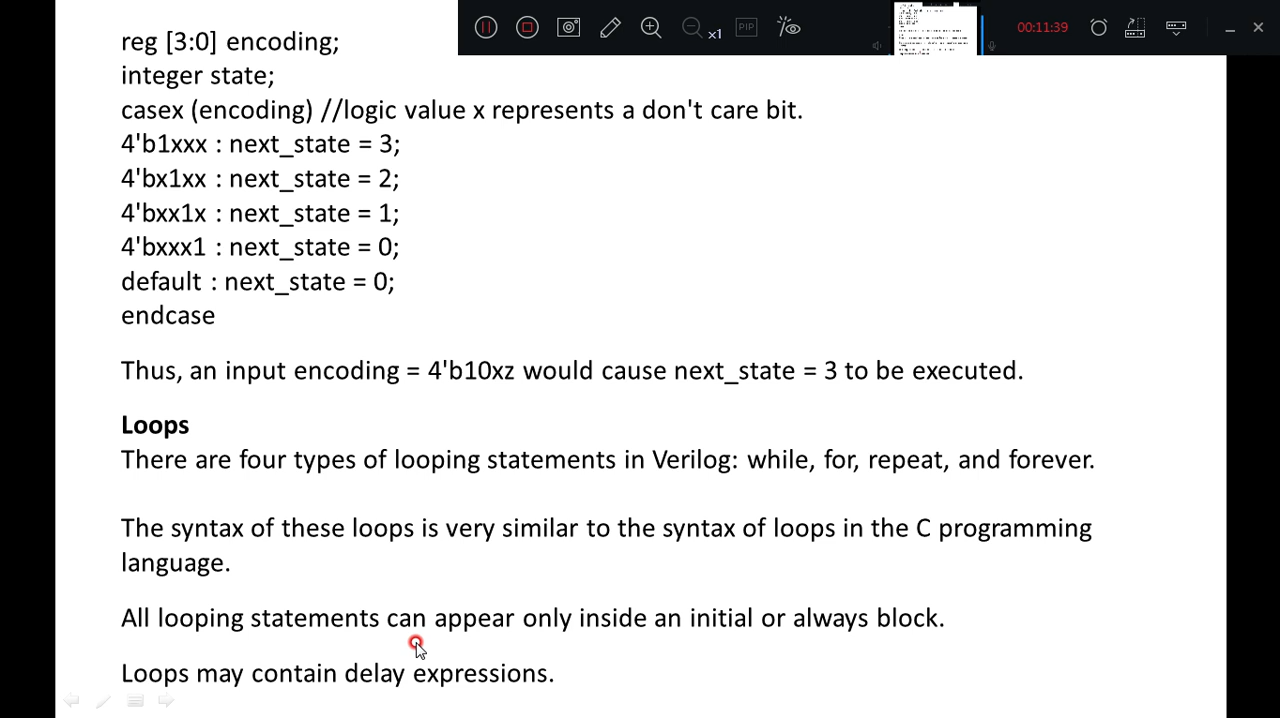 x1
PIP
00:11:39
reg [3:0] encoding;
integer state;
casex (encoding) //logic value x represents a don't care bit.
4'b1xxx : next_state = 3;
4'bx1xx : next_state = 2;
4'bxx1x : next_state = 1;
4'bxxx1 : next_state = 0;
default : next_state = 0;
endcase
Thus, an input encoding = 4'b10xz would cause next_state = 3 to be executed.
Loops
There are four types of looping statements in Verilog: while, for, repeat, and forever.
The syntax of these loops is very similar to the syntax of loops in the C programming
language.
All looping statements can appear only inside an initial or always block.
Loops may contain delay expressions.